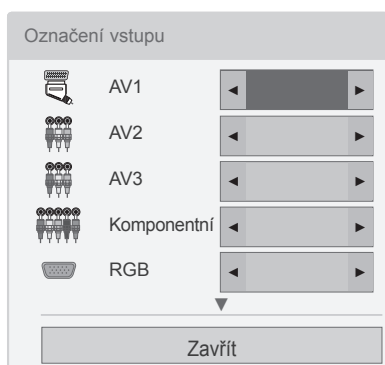 Označení vstupu
AV1
AV2
AV3
Komponentní
RGB
Zavřít